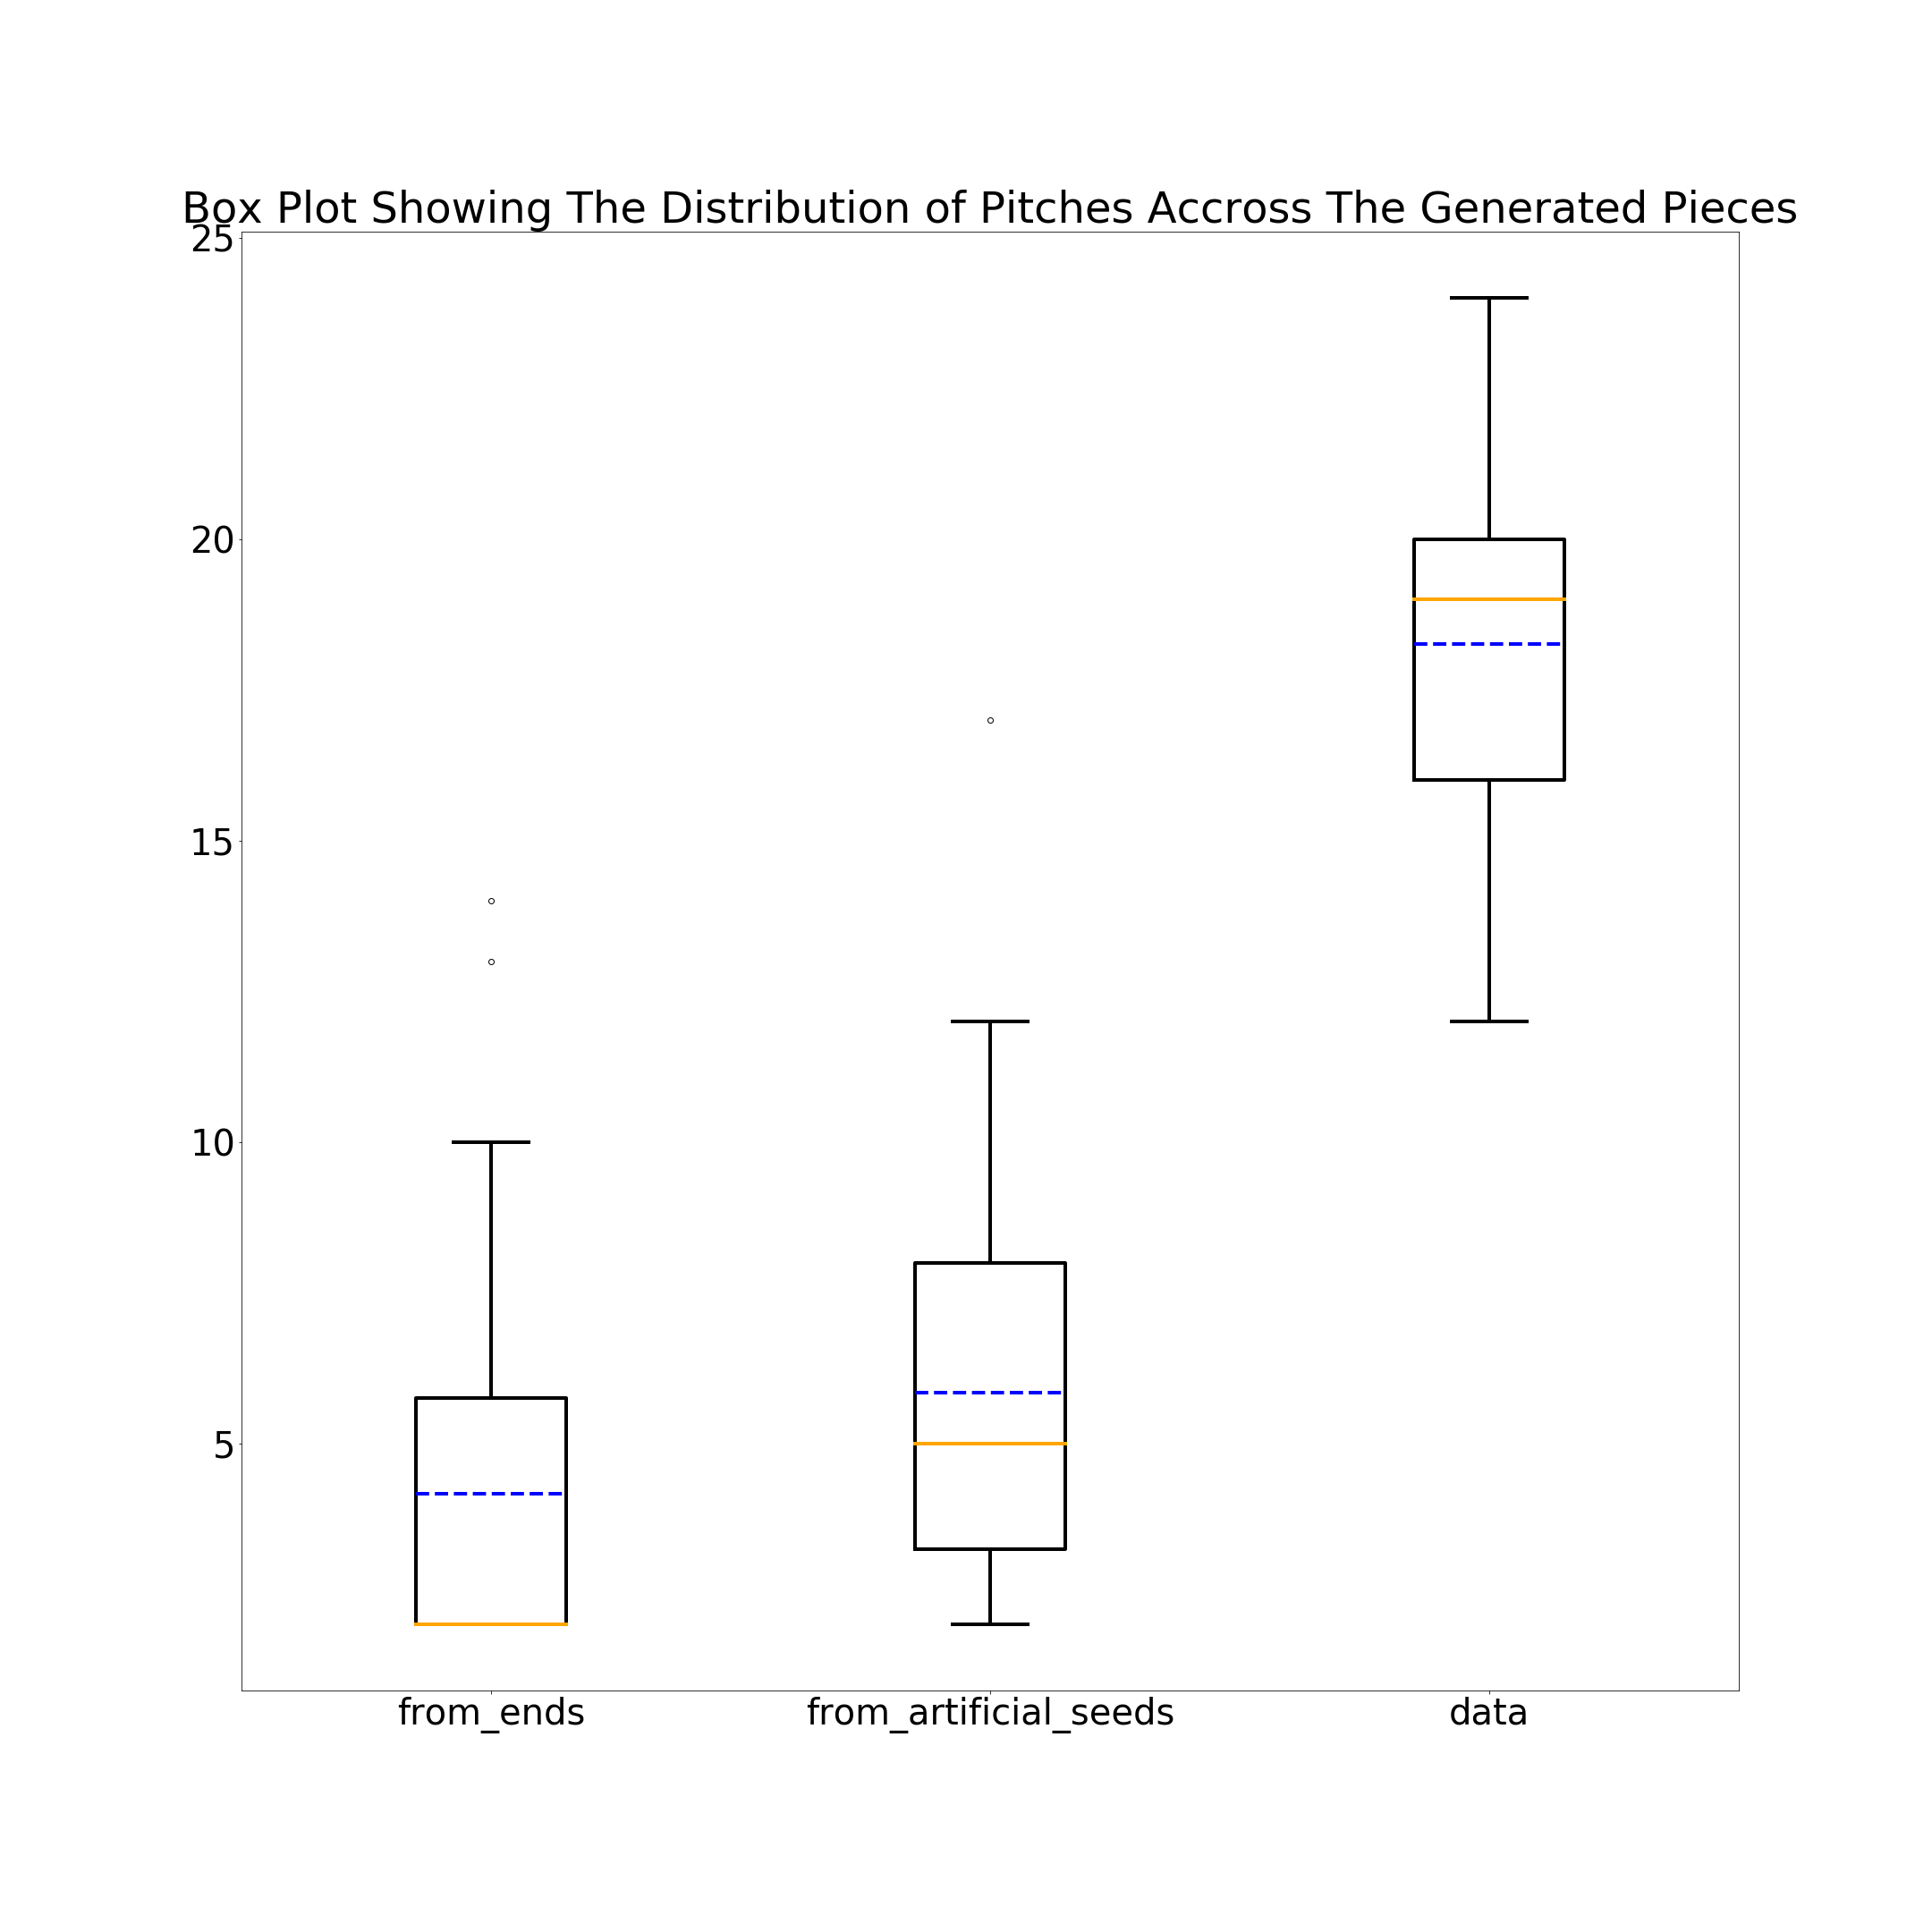 Box Plot Showing The Distribution of Pitches Accross The Generated Pieces
25
20
15
10
5
from_ends from_artificial_seeds data